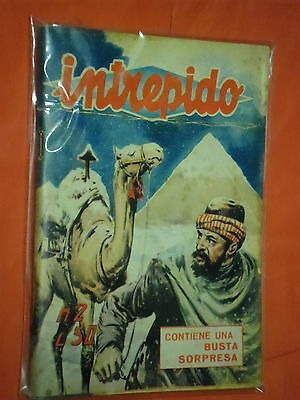 intrepido
n. 2
L. 50
CONTIENE UNA
BUSTA
SORPRESA